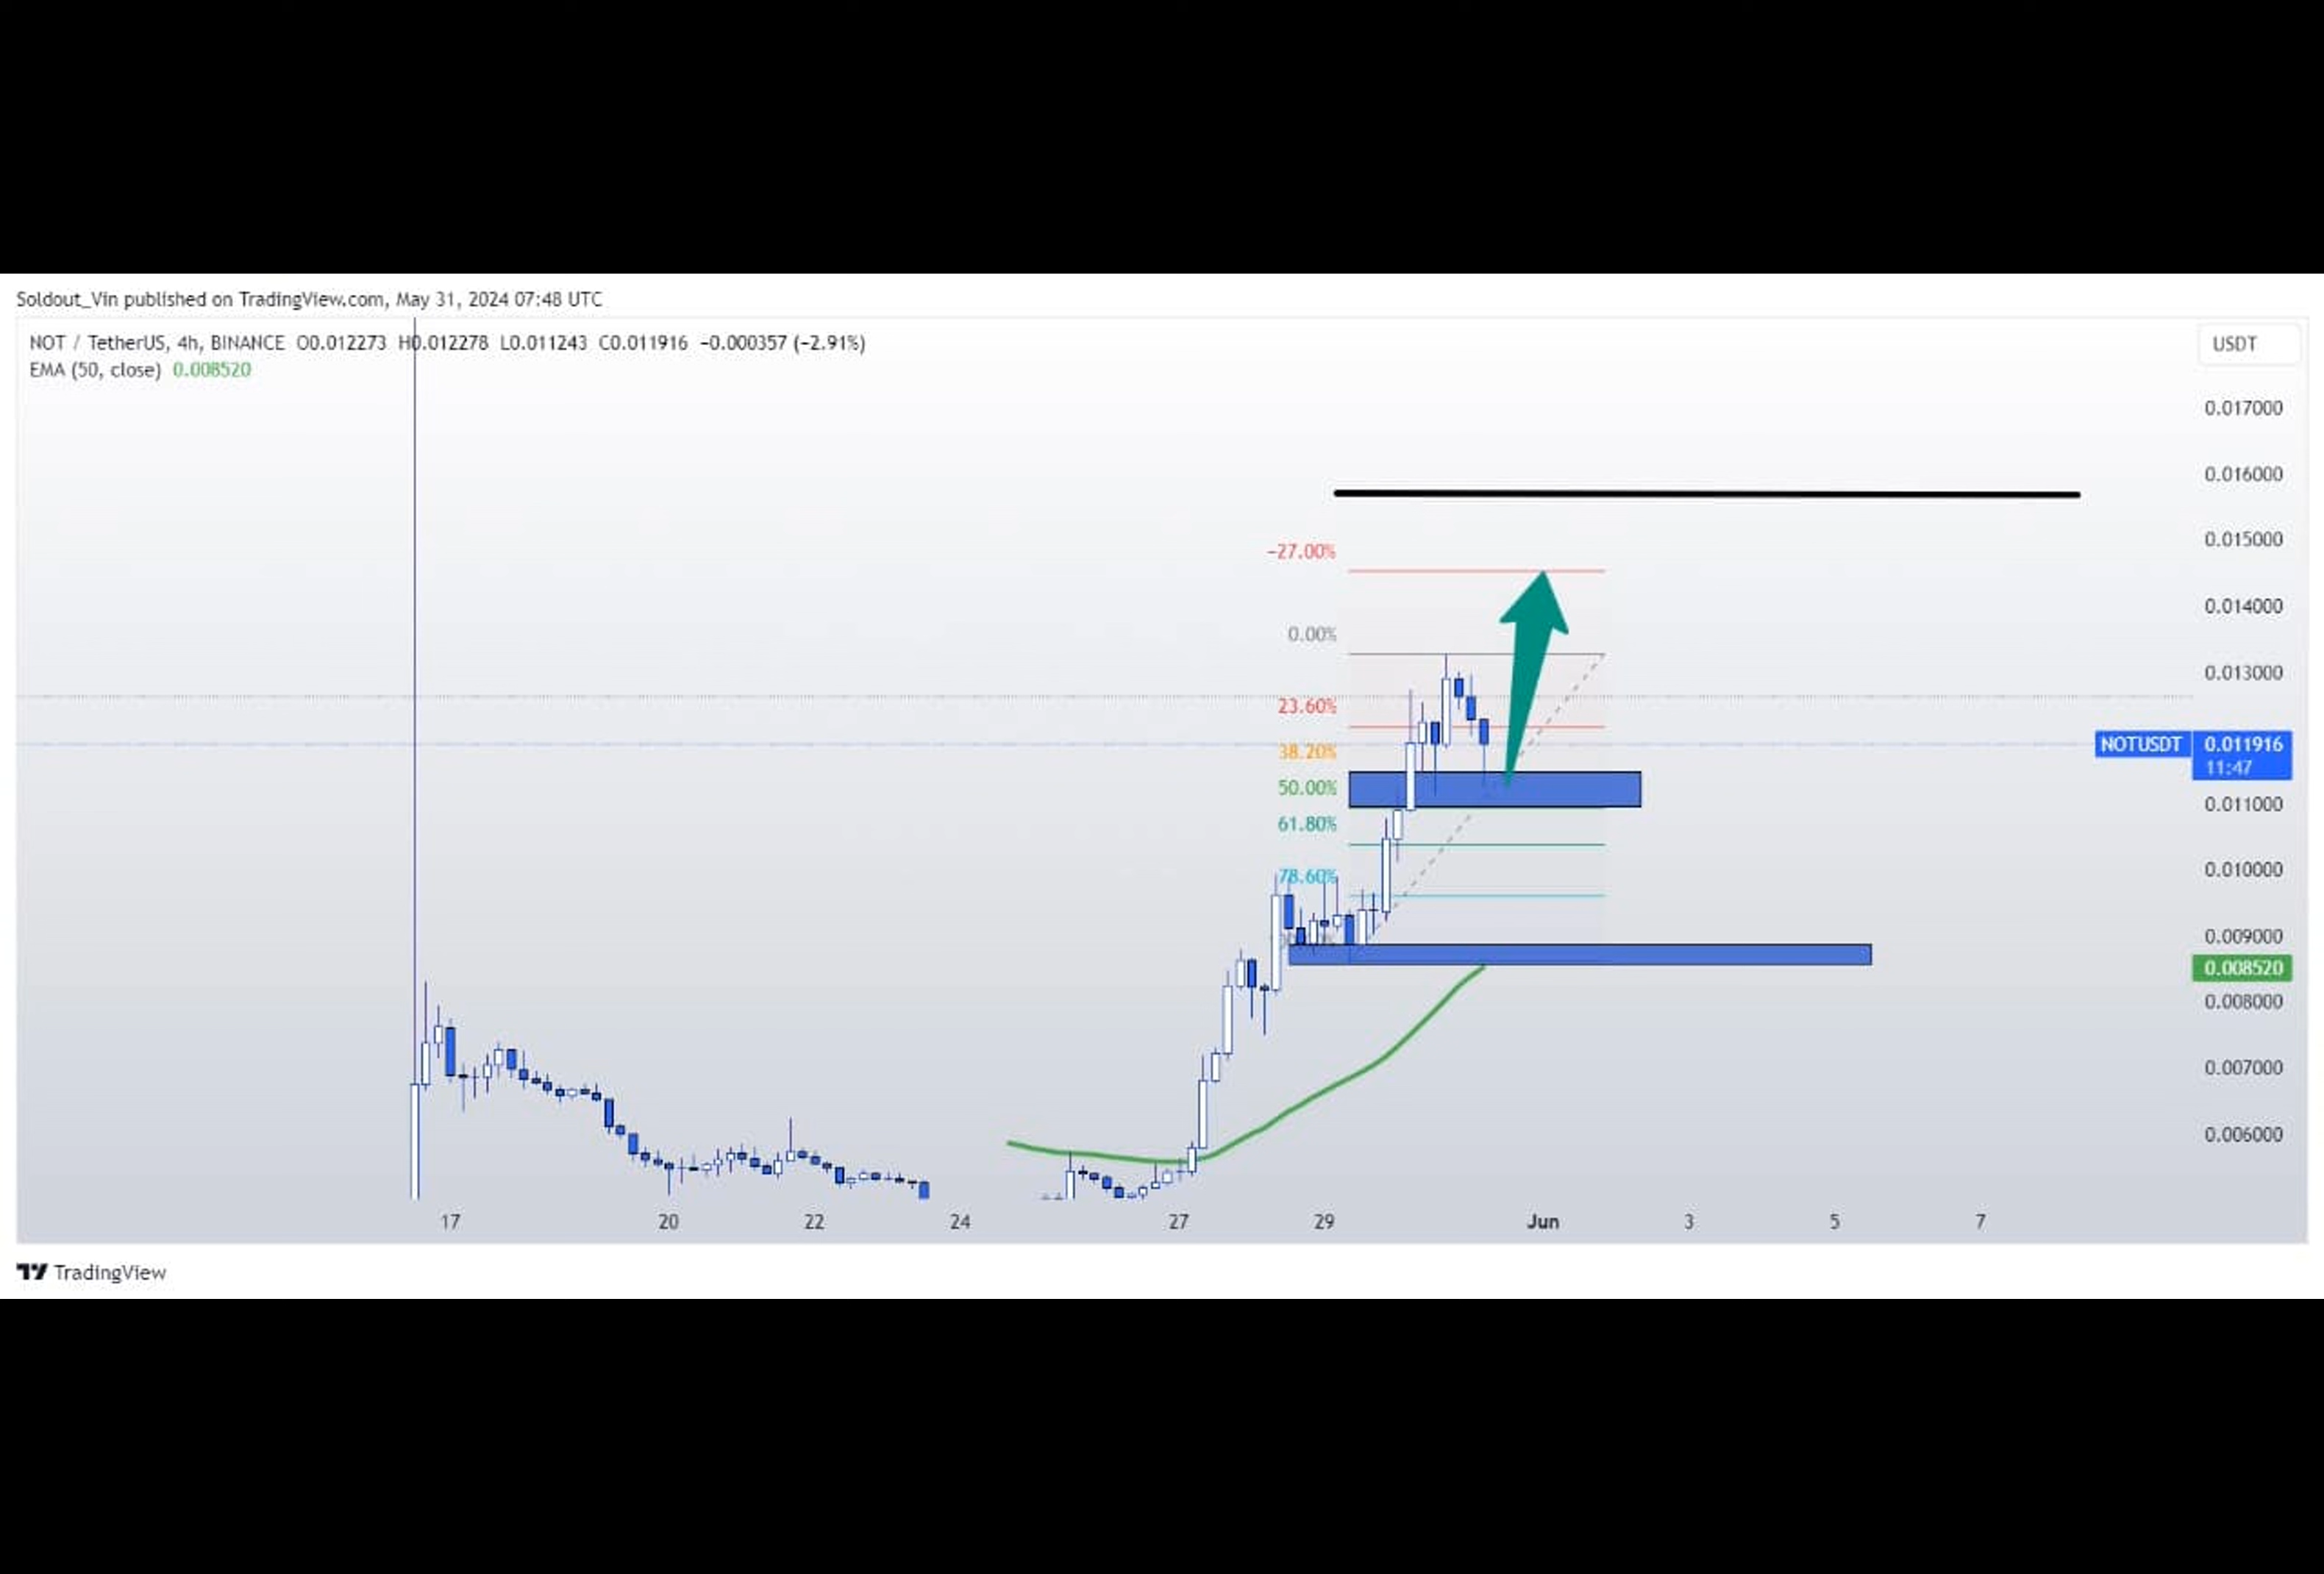 Soldout_Vin published on TradingView.com, May 31, 2024 07:48 UTC
NOT / TetherUS, 4h, BINANCE O0.012273 H0.012278 L0.011243 C0.011916 −0.000357 (−2.91%)
USDT
EMA (50, close) 0.008520
0.017000
0.016000
0.015000
−27.00%
0.014000
0.00%
0.013000
23.60%
38.20%
NOTUSDT 0.011916
11:47
50.00%
0.011000
61.80%
0.010000
78.60%
0.009000
0.008520
0.008000
0.007000
0.006000
17 20 22 24 27 29 Jun 3 5 7
TradingView